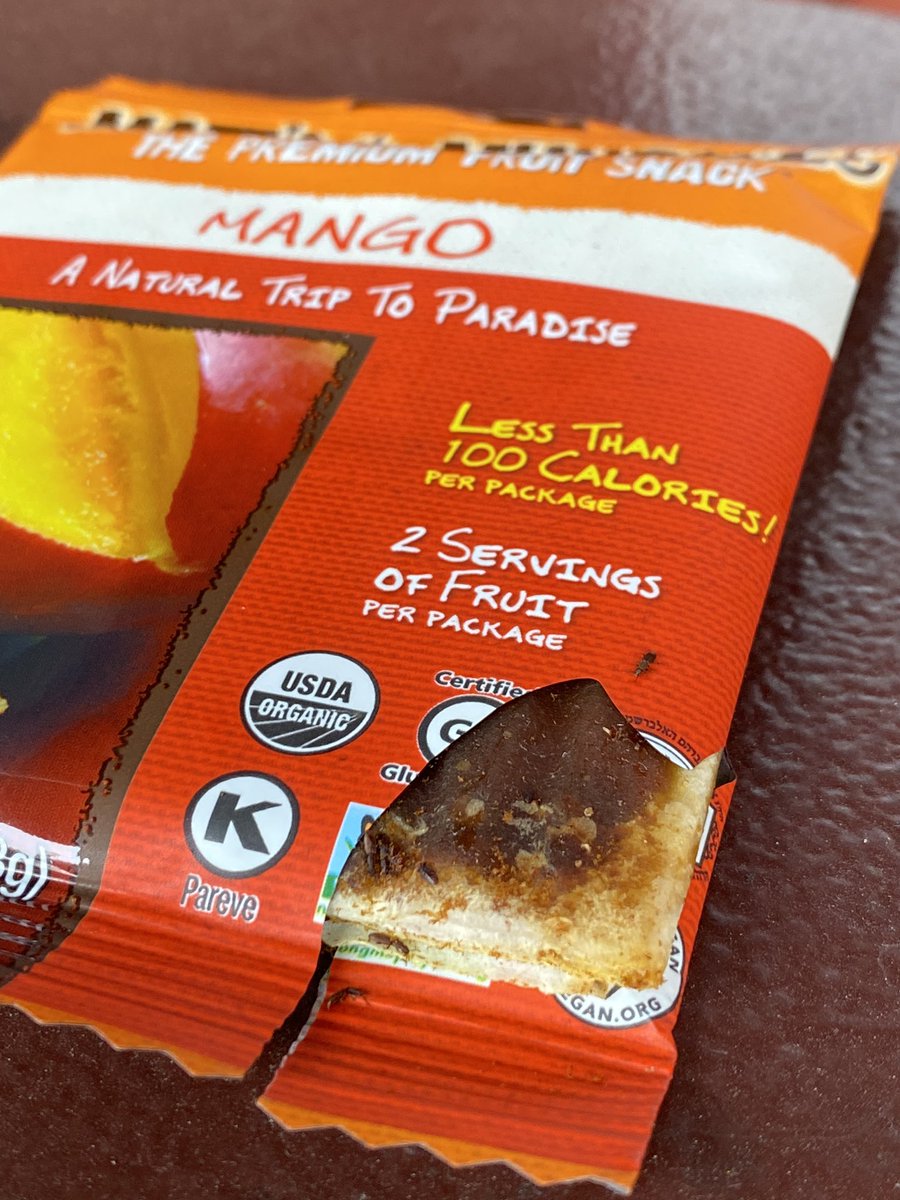 THE PREMIUM FRUIT SNACK
MANGO
A NATURAL TRIP TO PARADISE
LESS THAN
100 CALORIES!
PER PACKAGE
2 SERVINGS
OF FRUIT
PER PACKAGE
USDA
ORGANIC
K
Pareve